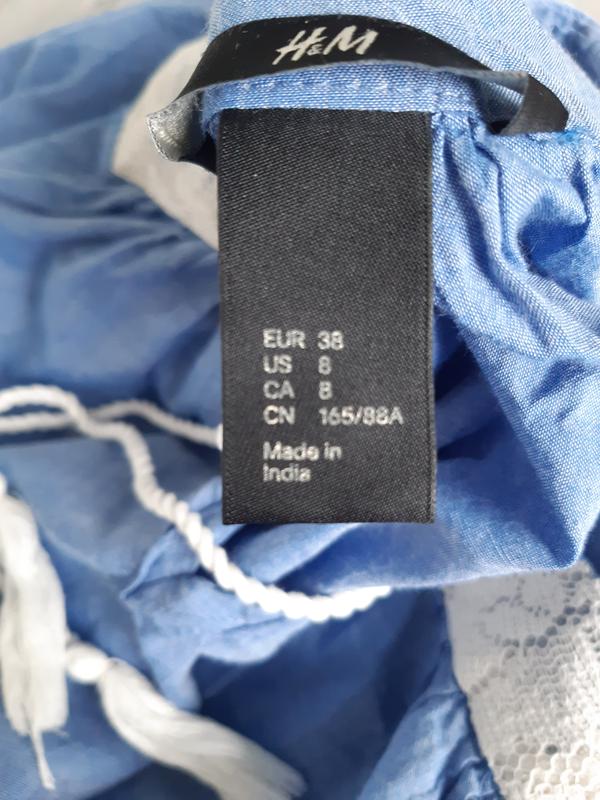 H&M
EUR 38
US 8
CA 8
CN 165/88A
Made in
India